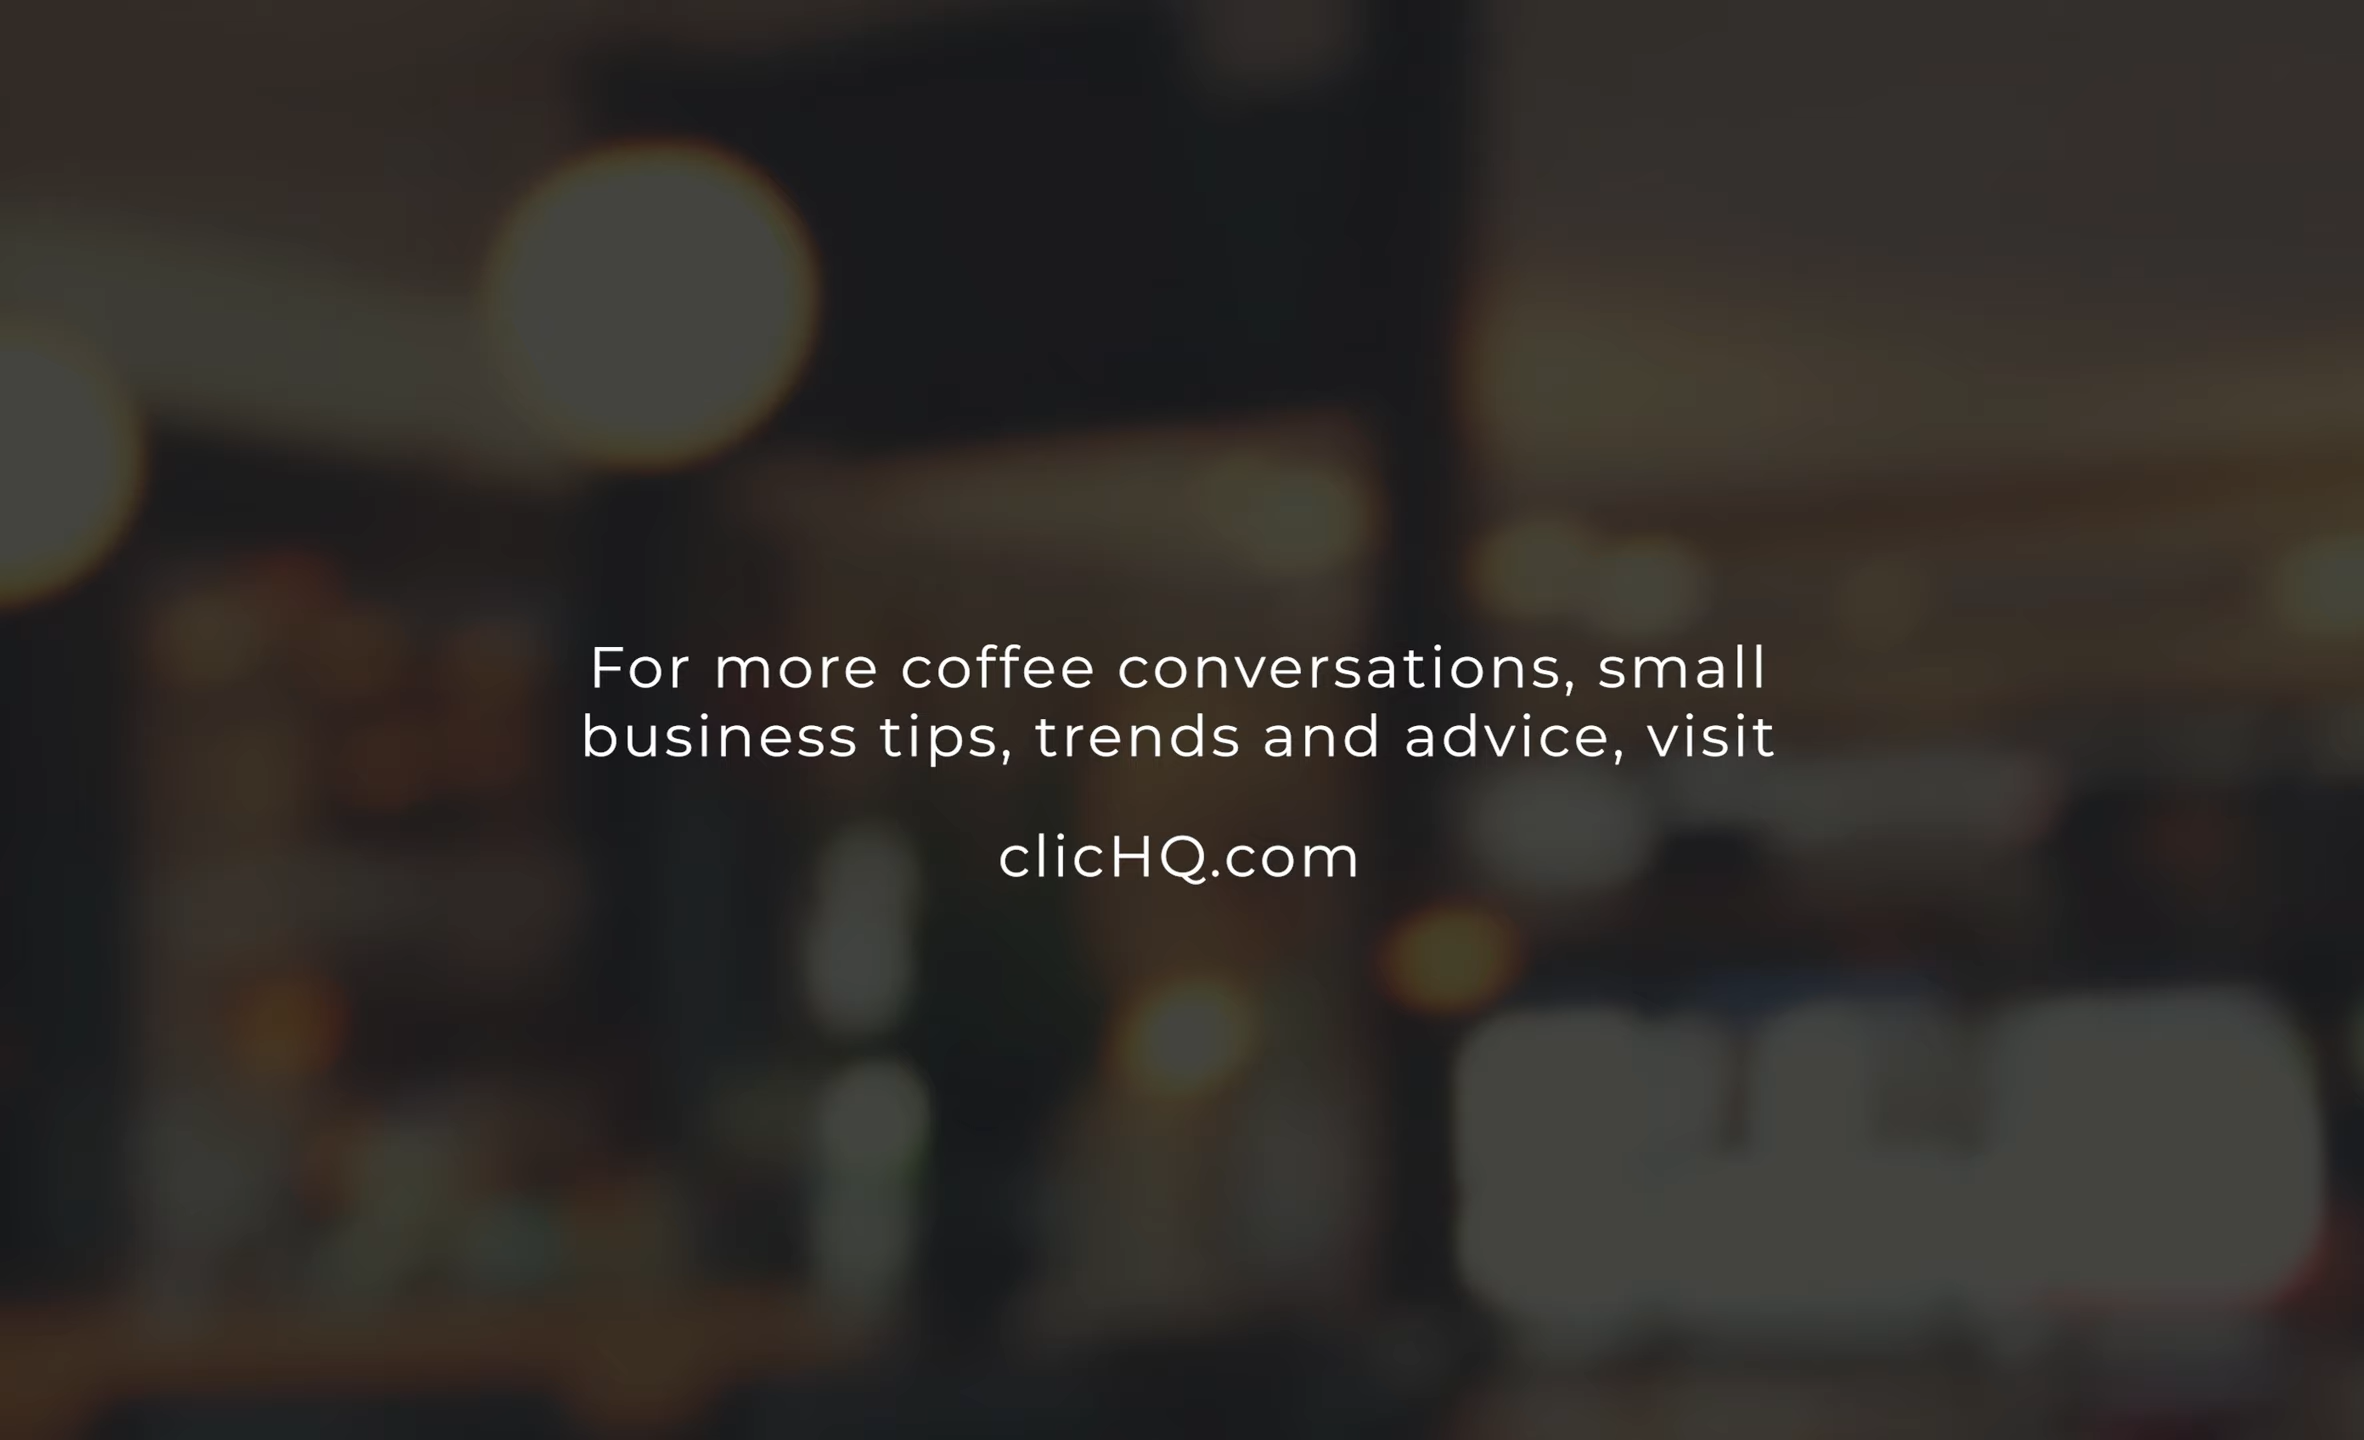 For more coffee conversations, small
business tips, trends and advice, visit
clicHQ.com